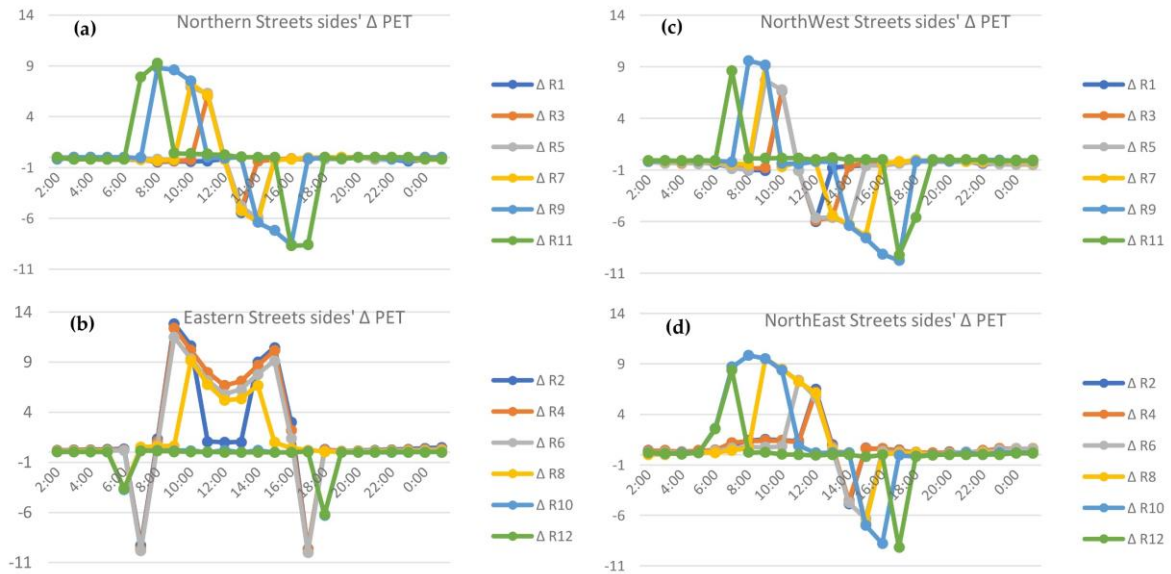 (a)
Northern Streets sides' Δ PET
14
9
4
-1
-6
-11
2:00
4:00
6:00
8:00
10:00
12:00
14:00
16:00
18:00
20:00
22:00
0:00
Δ R1
Δ R3
Δ R5
Δ R7
Δ R9
Δ R11
(c)
NorthWest Streets sides' Δ PET
14
9
4
-1
-6
-11
2:00
4:00
6:00
8:00
10:00
12:00
14:00
16:00
18:00
20:00
22:00
0:00
Δ R1
Δ R3
Δ R5
Δ R7
Δ R9
Δ R11
(b)
Eastern Streets sides' Δ PET
14
9
4
-1
-6
-11
2:00
4:00
6:00
8:00
10:00
12:00
14:00
16:00
18:00
20:00
22:00
0:00
Δ R2
Δ R4
Δ R6
Δ R8
Δ R10
Δ R12
(d)
NorthEast Streets sides' Δ PET
14
9
4
-1
-6
-11
2:00
4:00
6:00
8:00
10:00
12:00
14:00
16:00
18:00
20:00
22:00
0:00
Δ R2
Δ R4
Δ R6
Δ R8
Δ R10
Δ R12